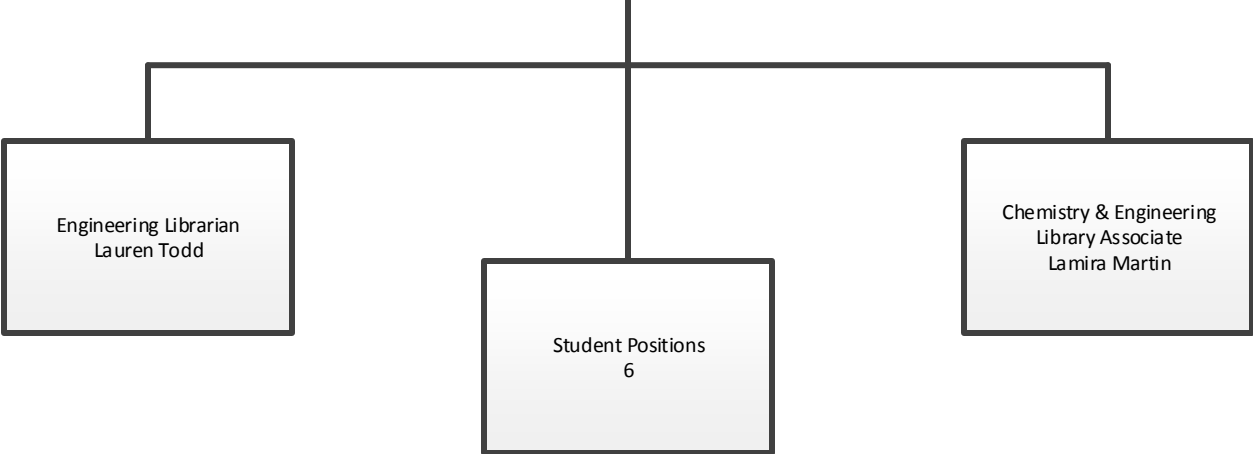 Engineering Librarian
Lauren Todd
Student Positions
6
Chemistry & Engineering
Library Associate
Lamira Martin